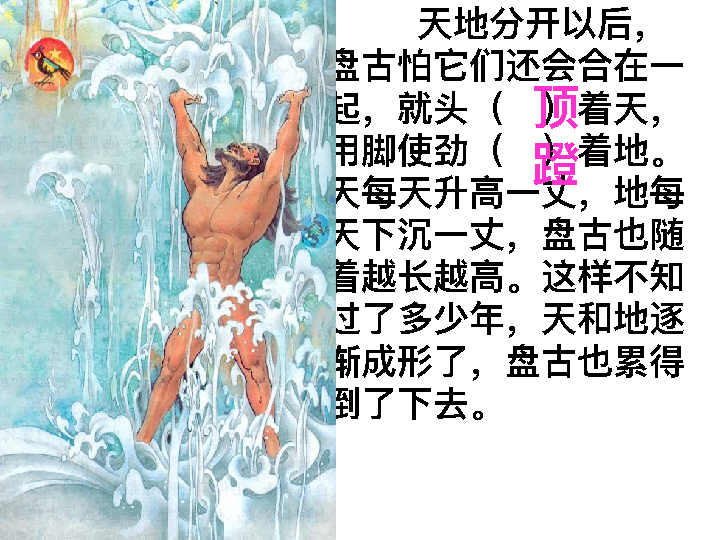 天地分开以后，
盘古怕它们还会合在一
起，就头（ 顶 ）着天，
用脚使劲（ 蹬 ）着地。
天每天升高一丈，地每
天下沉一丈，盘古也随
着越长越高。这样不知
过了多少年，天和地逐
渐成形了，盘古也累得
倒了下去。